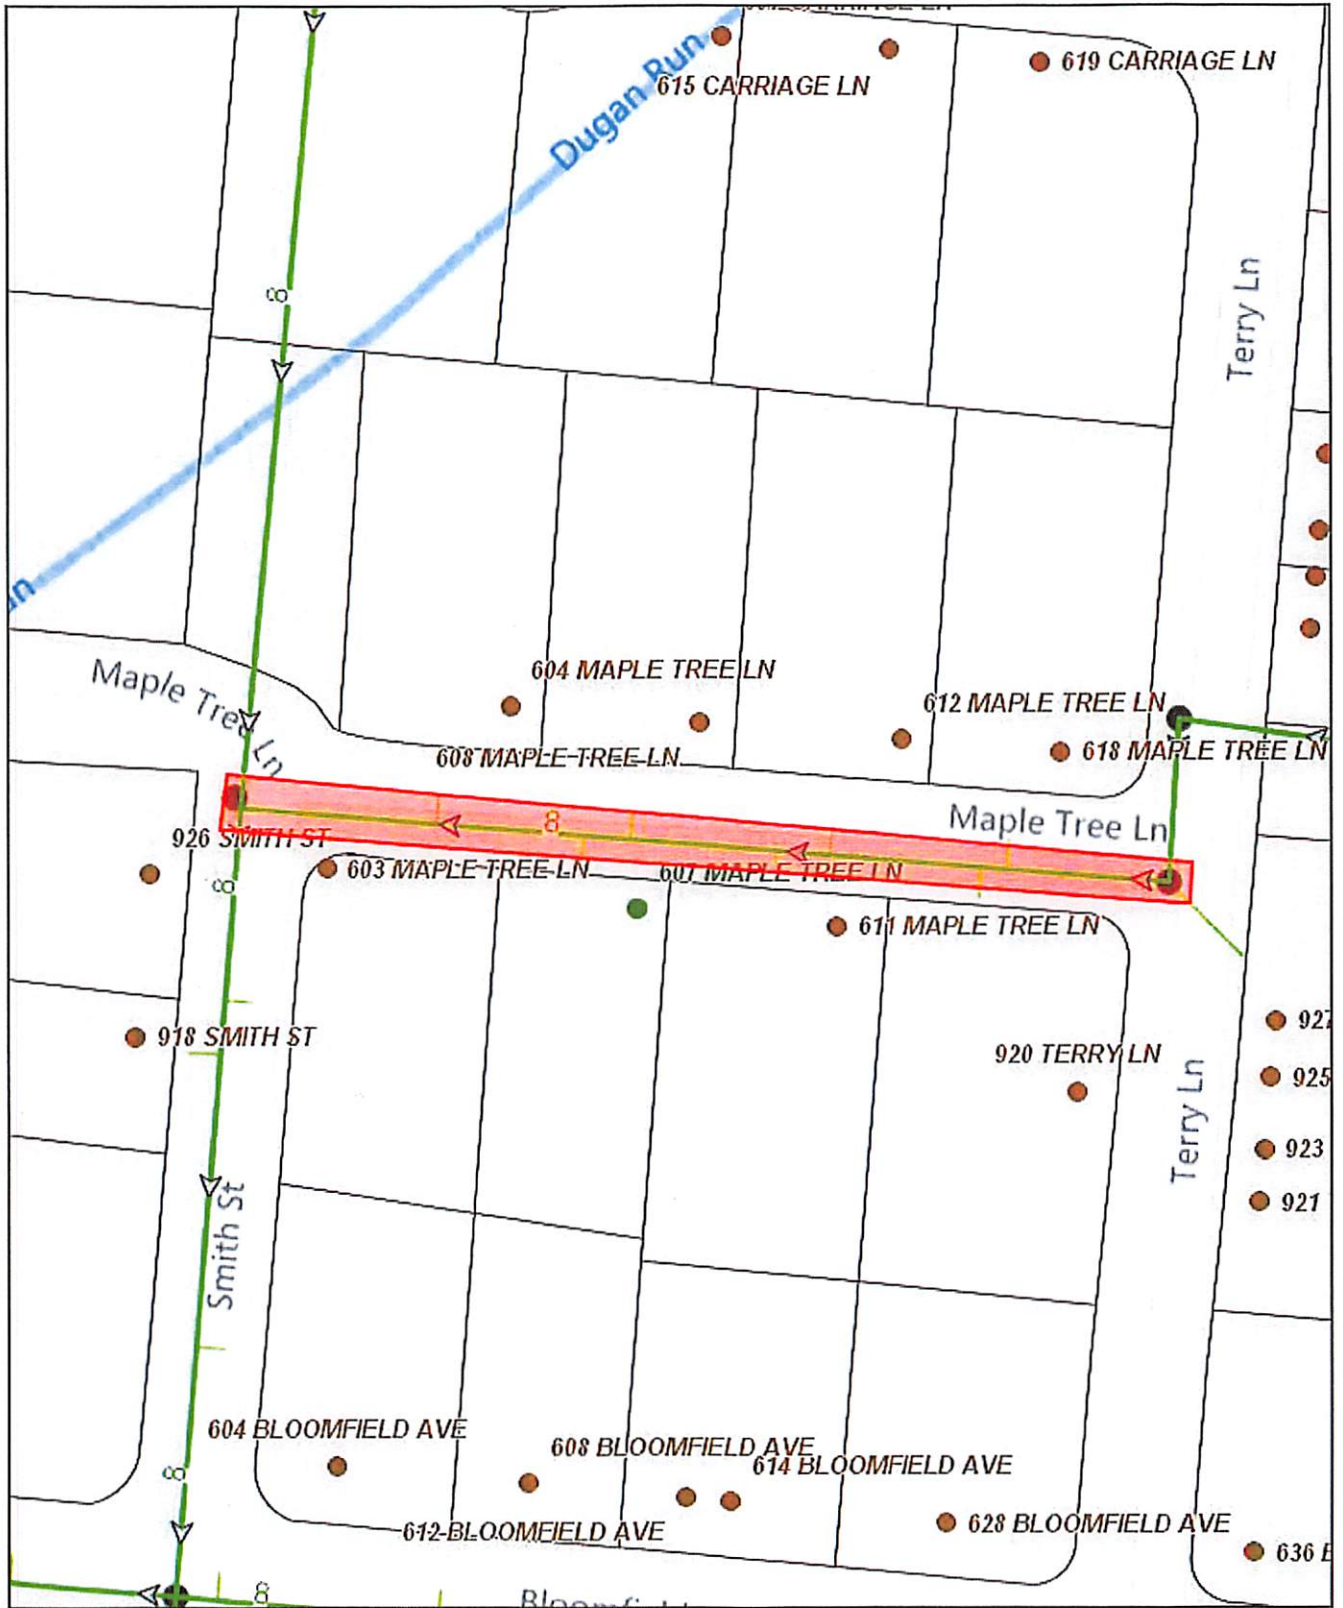 615 CARRIAGE LN
619 CARRIAGE LN
Dugan Run
8
Terry Ln
604 MAPLE TREE LN
Maple Tree Ln
612 MAPLE TREE LN
608 MAPLE TREE LN
618 MAPLE TREE LN
8
Maple Tree Ln
926 SMITH ST
603 MAPLE TREE LN
607 MAPLE TREE LN
8
611 MAPLE TREE LN
927
918 SMITH ST
920 TERRY LN
925
Terry Ln
923
921
Smith St
604 BLOOMFIELD AVE
608 BLOOMFIELD AVE
614 BLOOMFIELD AVE
8
612 BLOOMFIELD AVE
628 BLOOMFIELD AVE
636
8